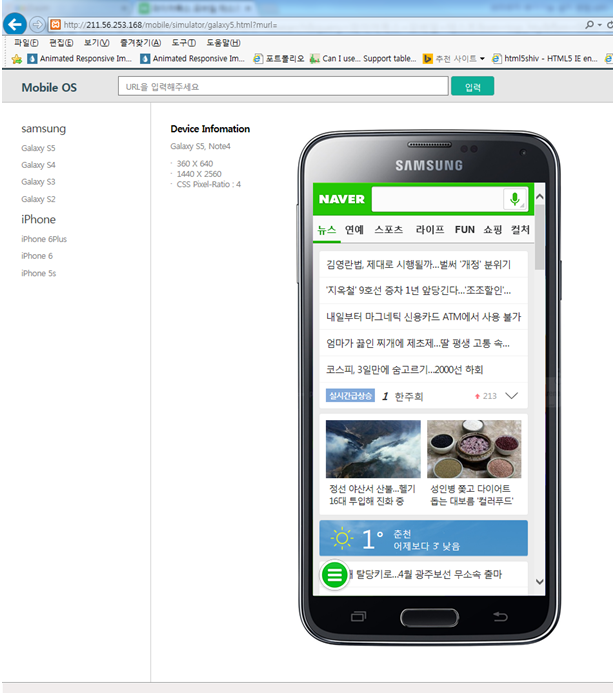 http://211.56.253.168/mobile/simulator/galaxy5.html?murl=
파일(F) 편집(E) 보기(V) 즐겨찾기(A) 도구(T) 도움말(H)
Animated Responsive Im... Animated Responsive Im... 포트폴리오 Can I use... Support table... 추천 사이트 html5shiv - HTML5 IE en...
Mobile OS URL을 입력해주세요 입력
samsung
Galaxy S5
Galaxy S4
Galaxy S3
Galaxy S2
iPhone
iPhone 6Plus
iPhone 6
iPhone 5s
Device Infomation
Galaxy S5, Note4
360 X 640
1440 X 2560
CSS Pixel-Ratio : 4
SAMSUNG
NAVER
뉴스 연예 스포츠 라이프 FUN 쇼핑 컬처
김영란법, 제대로 시행될까...벌써 '개정' 분위기
'지옥철' 9호선 증차 1년 앞당긴다...'조조할인'...
내일부터 마그네틱 신용카드 ATM에서 사용 불가
엄마가 끓인 찌개에 제초제...딸 평생 고통 속...
코스피, 3일만에 숨고르기...2000선 하회
실시간급상승 1 한주희 213
정선 야산서 산불...헬기
16대 투입해 진화 중
성인병 쫓고 다이어트
돕는 대보름 '컬러푸드'
1° 춘천
어제보다 3˚ 낮음
탈당키로...4월 광주보선 무소속 출마